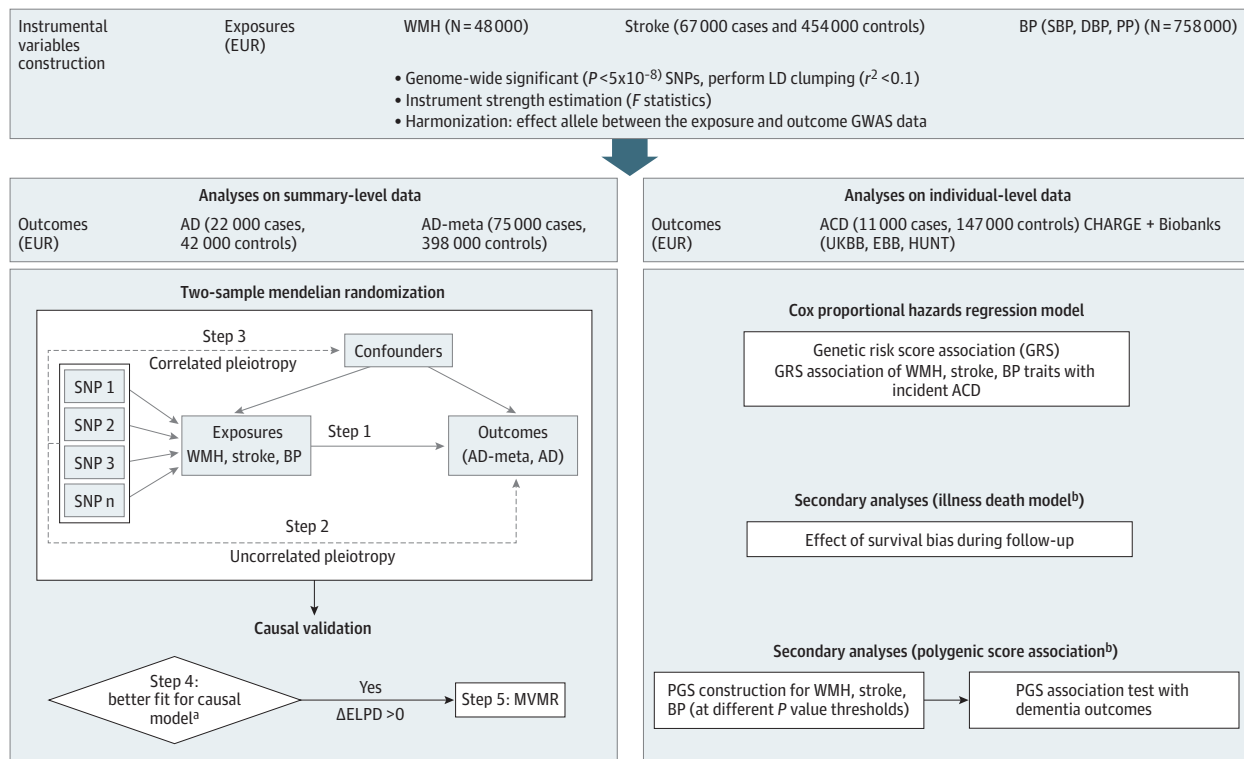 Instrumental variables construction
Exposures (EUR)
WMH (N = 48 000)
Stroke (67 000 cases and 454 000 controls)
BP (SBP, DBP, PP) (N = 758 000)
• Genome-wide significant (P <5x10⁻⁸) SNPs, perform LD clumping (r² <0.1)
• Instrument strength estimation (F statistics)
• Harmonization: effect allele between the exposure and outcome GWAS data
Analyses on summary-level data
Outcomes
(EUR)
AD (22 000 cases,
42 000 controls)
AD-meta (75 000 cases,
398 000 controls)
Two-sample mendelian randomization
Step 3
Correlated pleiotropy
Confounders
SNP 1
SNP 2
SNP 3
SNP n
Exposures
WMH, stroke, BP
Step 1
Outcomes
(AD-meta, AD)
Step 2
Uncorrelated pleiotropy
Causal validation
Step 4:
better fit for causal
modelᵃ
Yes
ΔELPD >0
Step 5: MVMR
Analyses on individual-level data
Outcomes
(EUR)
ACD (11 000 cases, 147 000 controls) CHARGE + Biobanks
(UKBB, EBB, HUNT)
Cox proportional hazards regression model
Genetic risk score association (GRS)
GRS association of WMH, stroke, BP traits with
incident ACD
Secondary analyses (illness death modelᵇ)
Effect of survival bias during follow-up
Secondary analyses (polygenic score associationᵇ)
PGS construction for WMH, stroke,
BP (at different P value thresholds)
PGS association test with
dementia outcomes